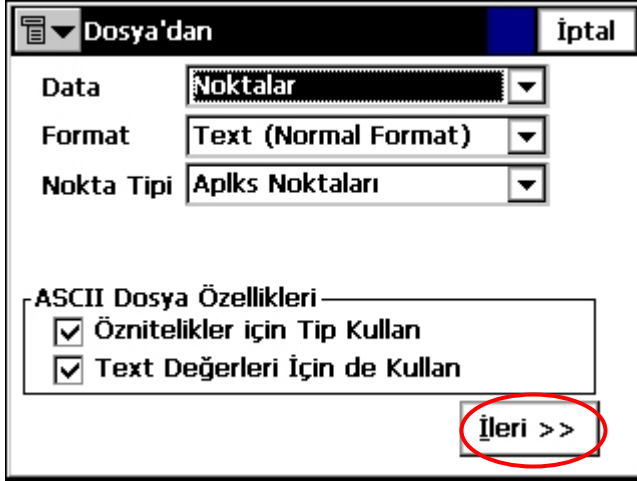 Dosya'dan İptal
Data Noktalar
Format Text (Normal Format)
Nokta Tipi Aplks Noktaları
ASCII Dosya Özellikleri
Öznitelikler için Tip Kullan
Text Değerleri İçin de Kullan
İleri >>